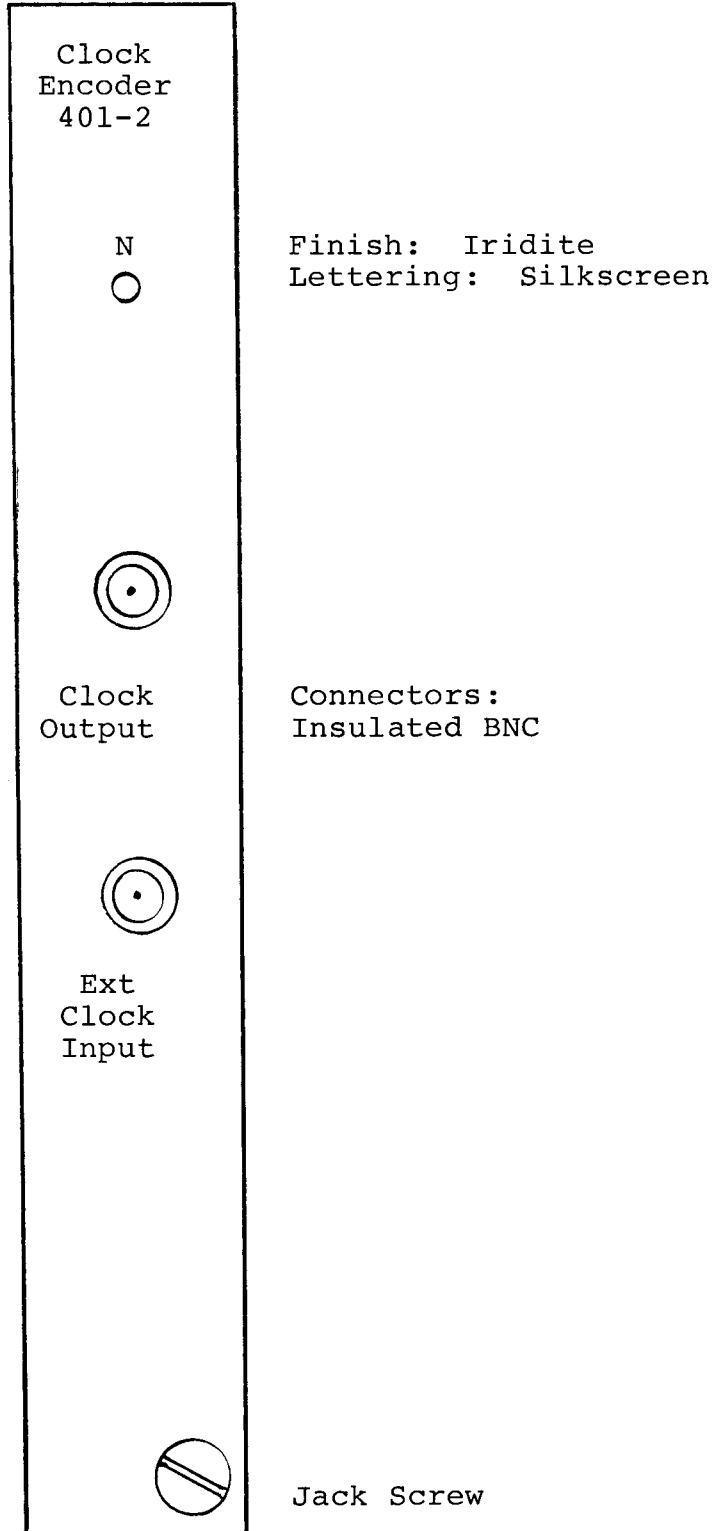 Clock
Encoder
401-2
N
Finish: Iridite
Lettering: Silkscreen
Clock
Output
Connectors:
Insulated BNC
Ext
Clock
Input
Jack Screw